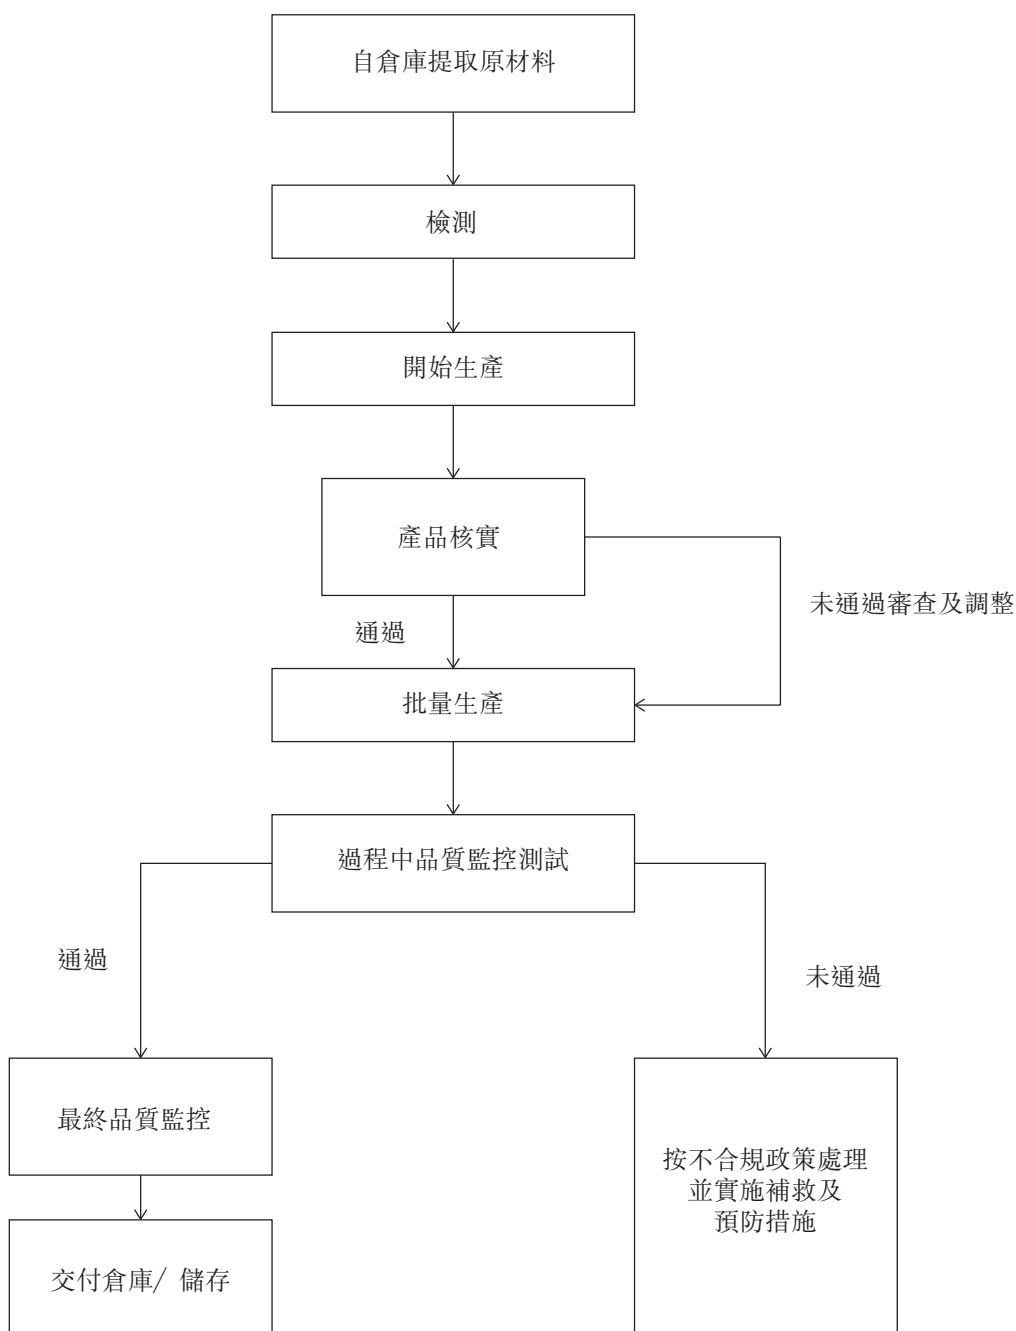 自倉庫提取原材料
檢測
開始生產
產品核實
未通過審查及調整
通過
批量生產
過程中品質監控測試
通過
未通過
最終品質監控
按不合規政策處理
並實施補救及
預防措施
交付倉庫/ 儲存